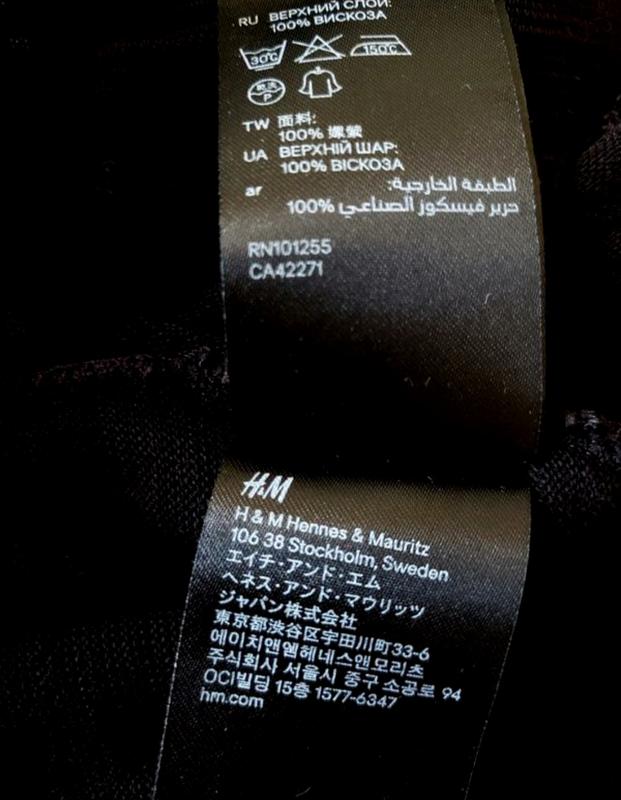 RU ВЕРХНИЙ СЛОЙ:
100% ВИСКОЗА
30°C 150°C
乾洗 P
TW 面料:
100% 嫘縈
UA ВЕРХНІЙ ШАР:
100% ВІСКОЗА
ar الطبقة الخارجية:
حرير فيسكوز الصناعي 100%
RN101255
CA42271
H&M
H & M Hennes & Mauritz
106 38 Stockholm, Sweden
エイチ・アンド・エム
ヘネス・アンド・マウリッツ
ジャパン株式会社
東京都渋谷区宇田川町33-6
에이치앤엠헤네스앤모리츠
주식회사 서울시 중구 소공로 94
OCI빌딩 15층 1577-6347
hm.com